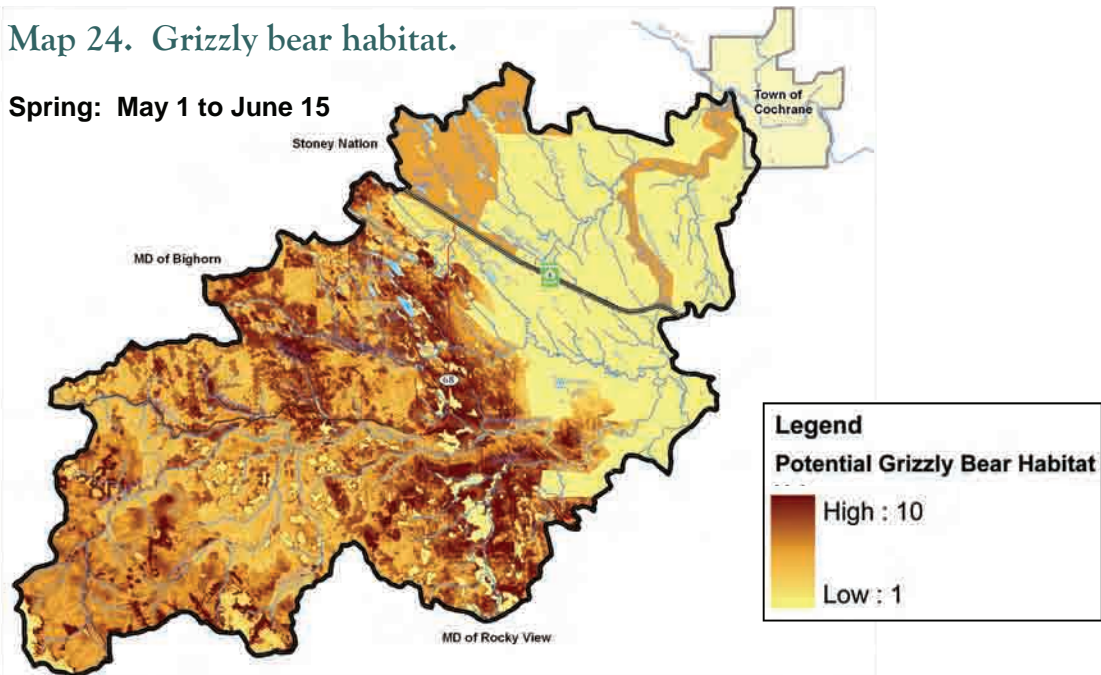 Map 24. Grizzly bear habitat.
Spring: May 1 to June 15
Town of
Cochrane
Stoney Nation
MD of Bighorn
68
MD of Rocky View
Legend
Potential Grizzly Bear Habitat
High : 10
Low : 1